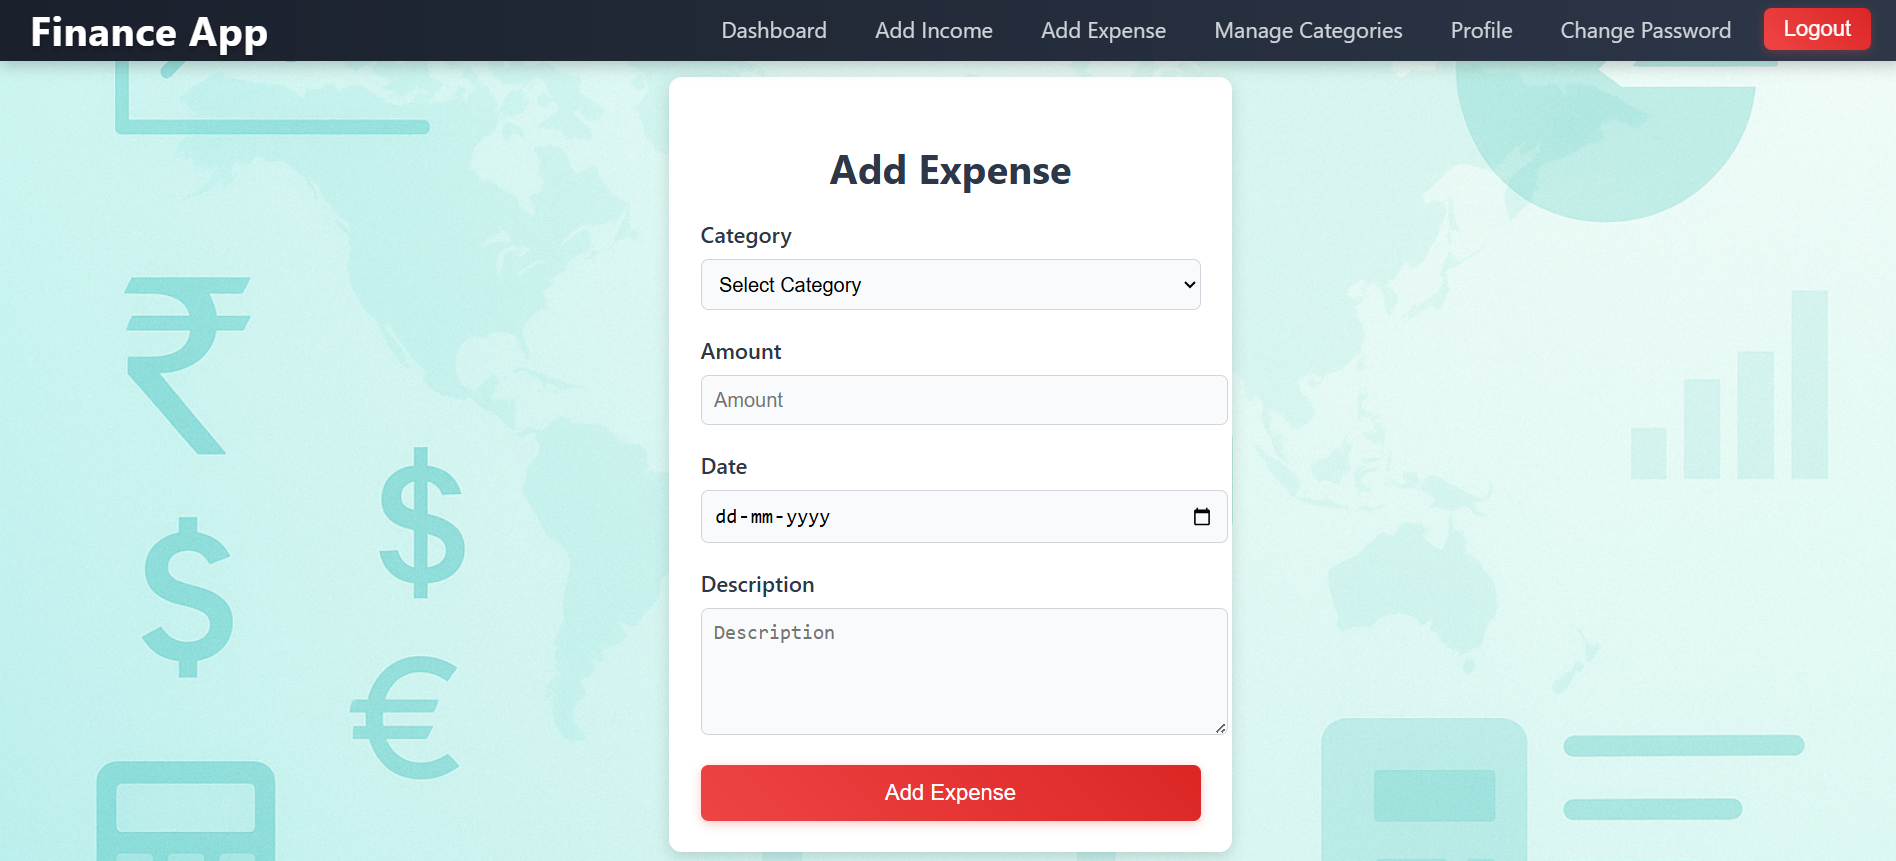 Finance App
Dashboard Add Income Add Expense Manage Categories Profile Change Password Logout
Add Expense
Category
Select Category
Amount
Amount
Date
dd-mm-yyyy
Description
Description
Add Expense
₹
$
$
€